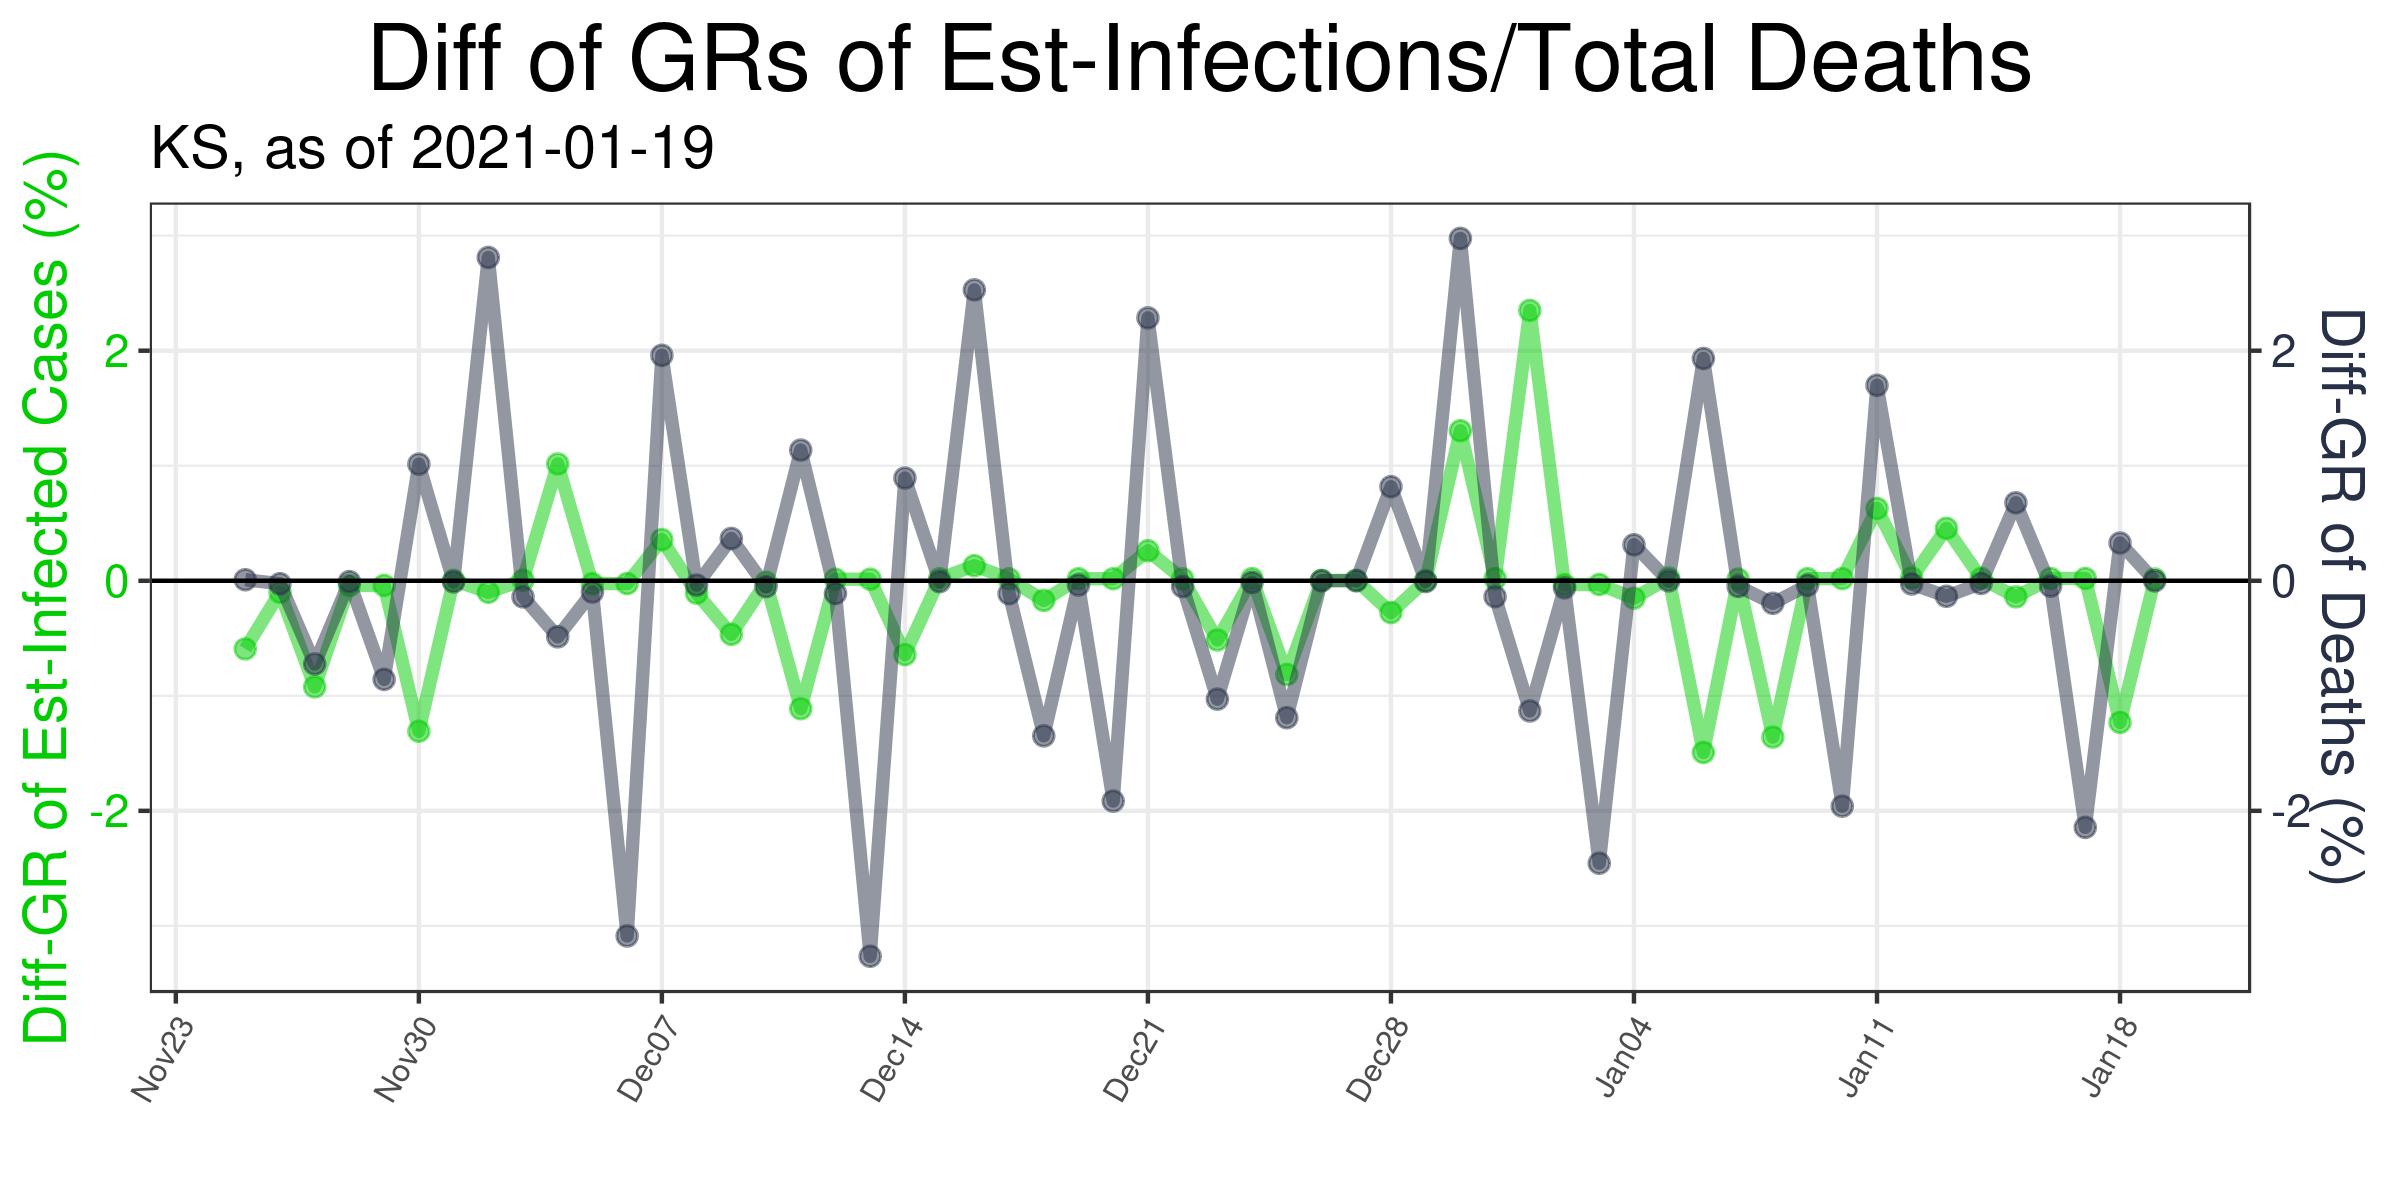 Diff of GRs of Est-Infections/Total Deaths
KS, as of 2021-01-19
Diff-GR of Est-Infected Cases (%)
2
0
-2
2
0
-2
Diff-GR of Deaths (%)
Nov23
Nov30
Dec07
Dec14
Dec21
Dec28
Jan04
Jan11
Jan18